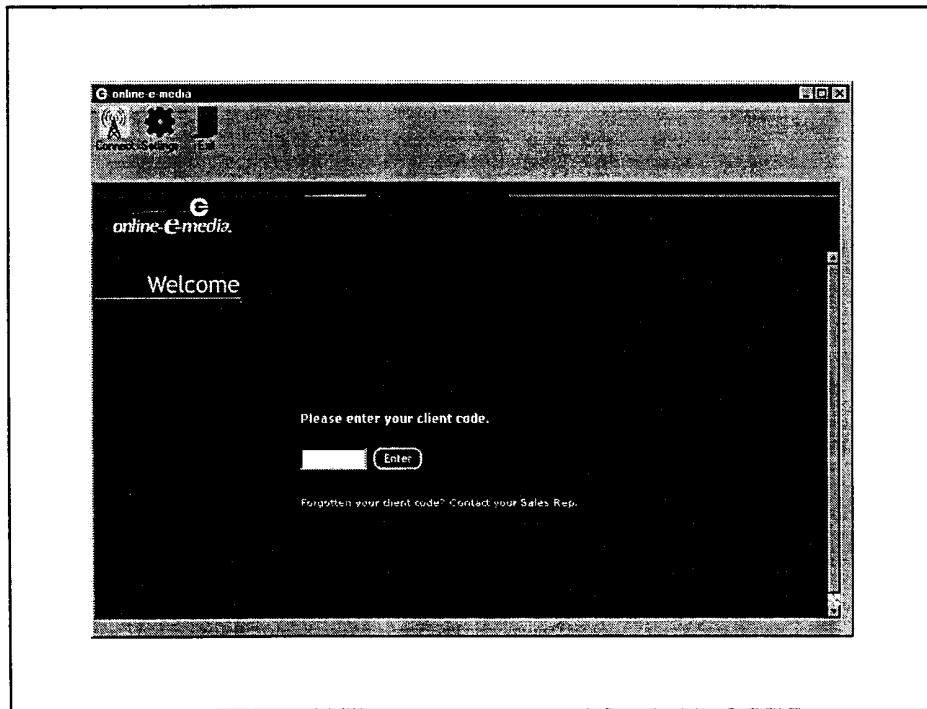 online-e-media
Connect Settings Exit
online-e-media.
Welcome
Please enter your client code.
Enter
Forgotten your client code? Contact your Sales Rep.